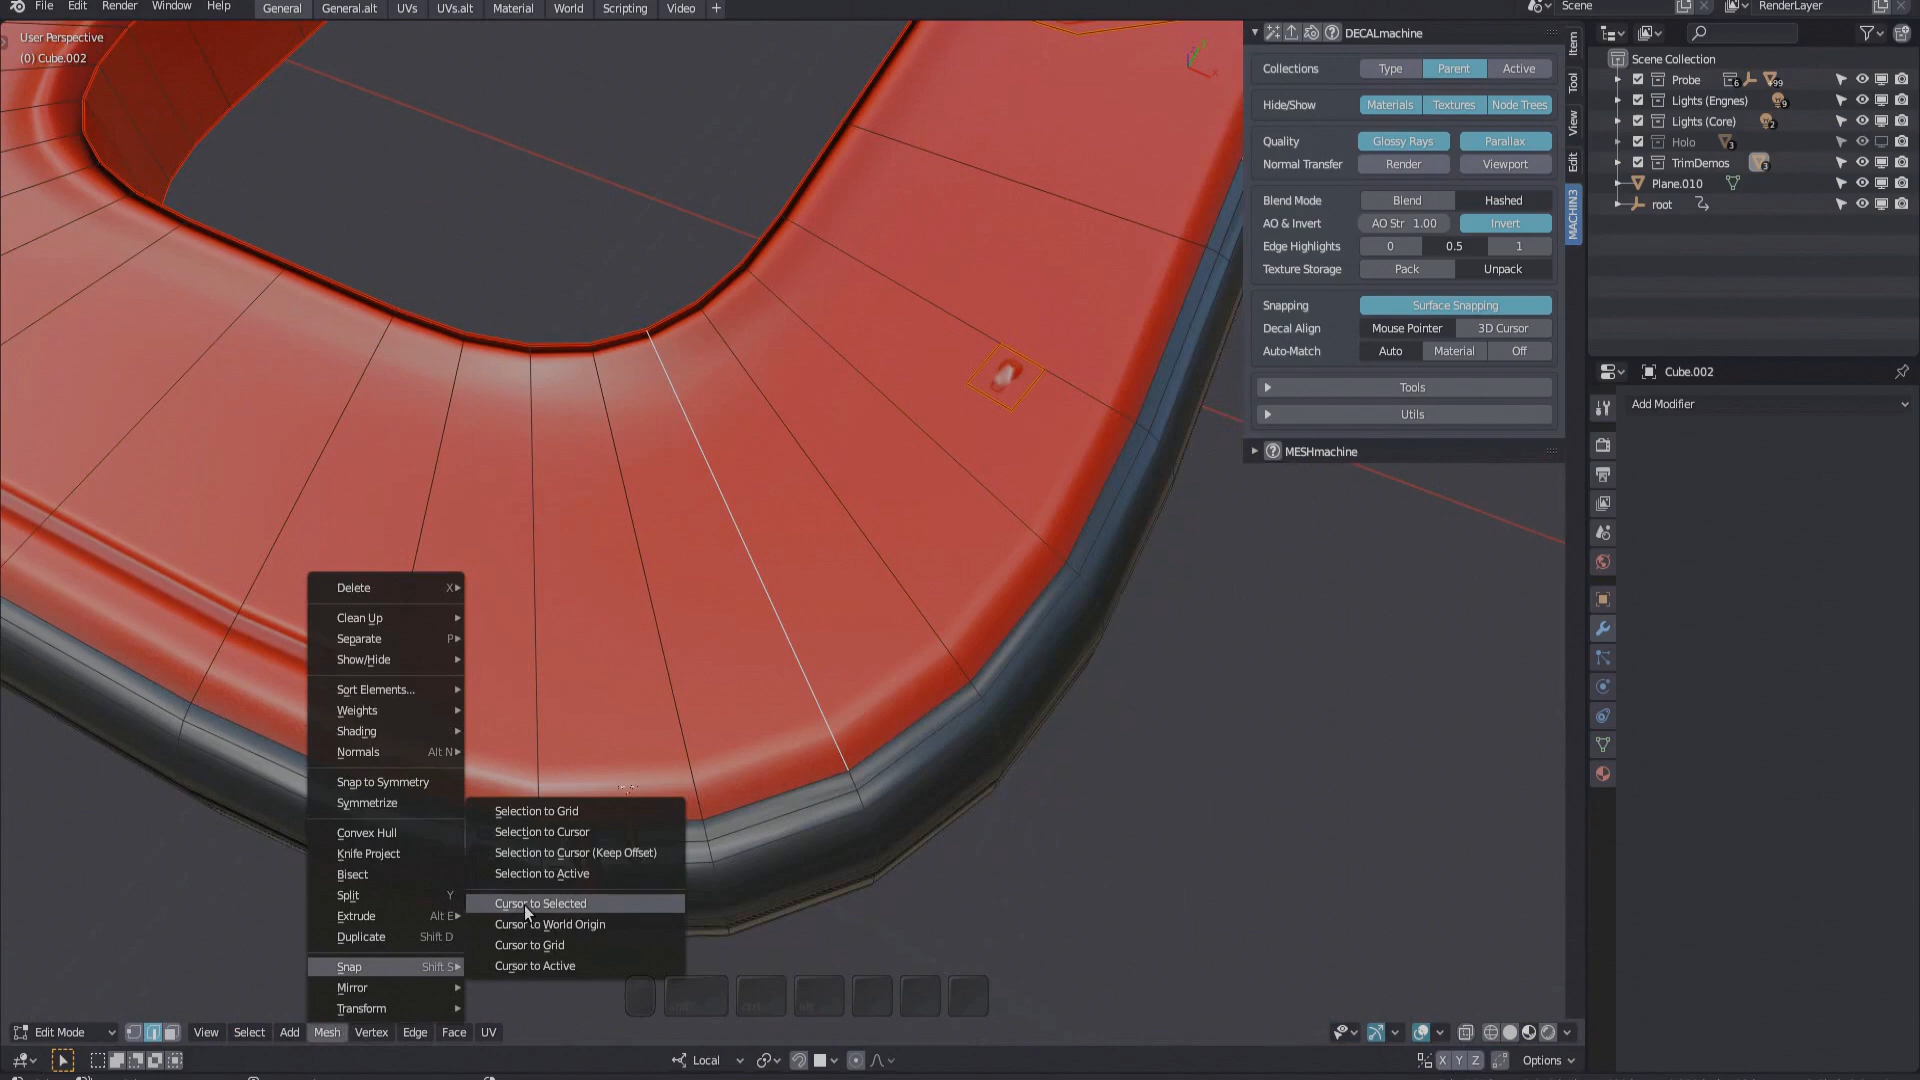 File Edit Render Window Help General General.alt UVs UVs.alt Material World Scripting Video + Scene RenderLayer
User Perspective
(0) Cube.002
DECALmachine
Collections Type Parent Active
Hide/Show Materials Textures Node Trees
Quality Glossy Rays Parallax
Normal Transfer Render Viewport
Blend Mode Blend Hashed
AO & Invert AO Str 1.00 Invert
Edge Highlights 0 0.5 1
Texture Storage Pack Unpack
Snapping Surface Snapping
Decal Align Mouse Pointer 3D Cursor
Auto-Match Auto Material Off
Tools
Utils
MESHmachine
Item
Tool
View
Edit
MACHIN3
Scene Collection
Probe 6 99
Lights (Engnes) 9
Lights (Core) 2
Holo 3
TrimDemos 3
Plane.010
root
Cube.002
Add Modifier
Delete X
Clean Up
Separate P
Show/Hide
Sort Elements...
Weights
Shading
Normals Alt N
Snap to Symmetry
Symmetrize
Convex Hull
Knife Project
Bisect
Split Y
Extrude Alt E
Duplicate Shift D
Snap Shift S
Mirror
Transform
Selection to Grid
Selection to Cursor
Selection to Cursor (Keep Offset)
Selection to Active
Cursor to Selected
Cursor to World Origin
Cursor to Grid
Cursor to Active
Edit Mode View Select Add Mesh Vertex Edge Face UV
Local X Y Z Options